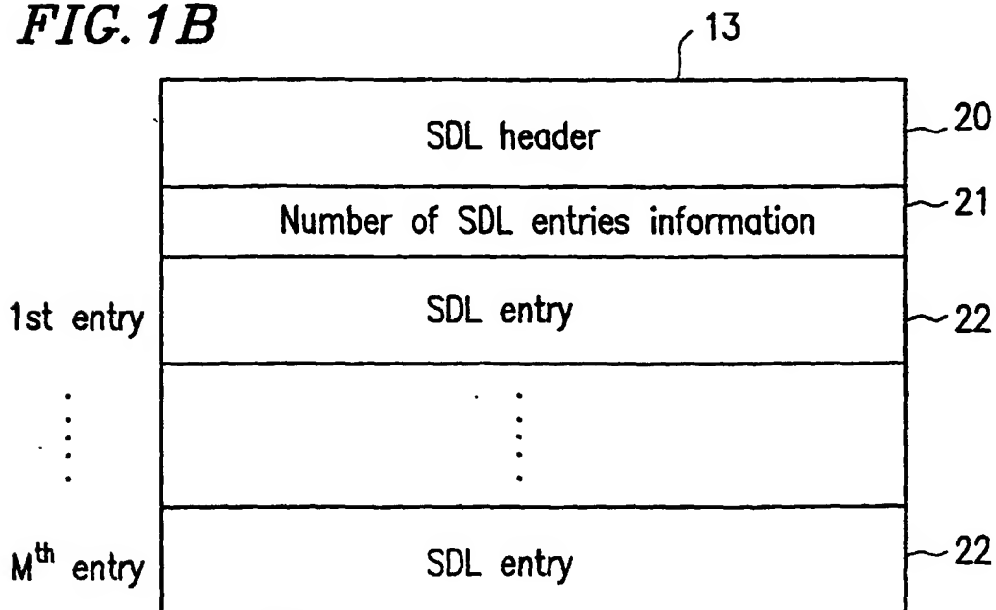 FIG. 1B
13
SDL header
20
Number of SDL entries information
21
1st entry
SDL entry
22
Mth entry
SDL entry
22